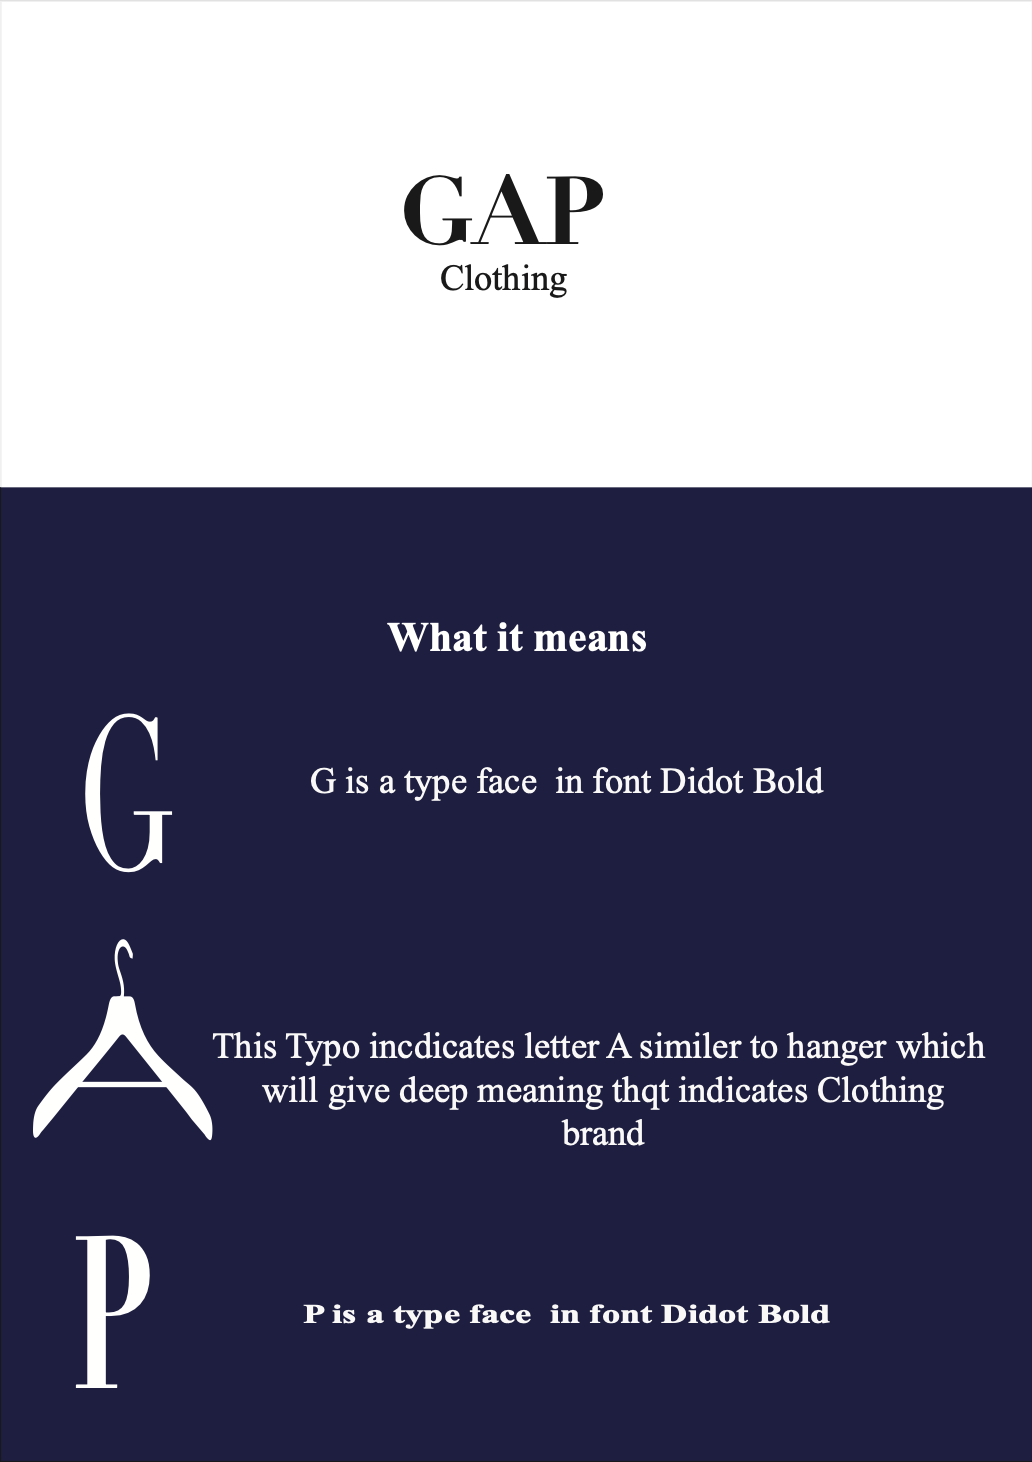 GAP
Clothing
What it means
G
G is a type face  in font Didot Bold
A
This Typo incdicates letter A similer to hanger which
will give deep meaning thqt indicates Clothing
brand
P
P is a type face  in font Didot Bold